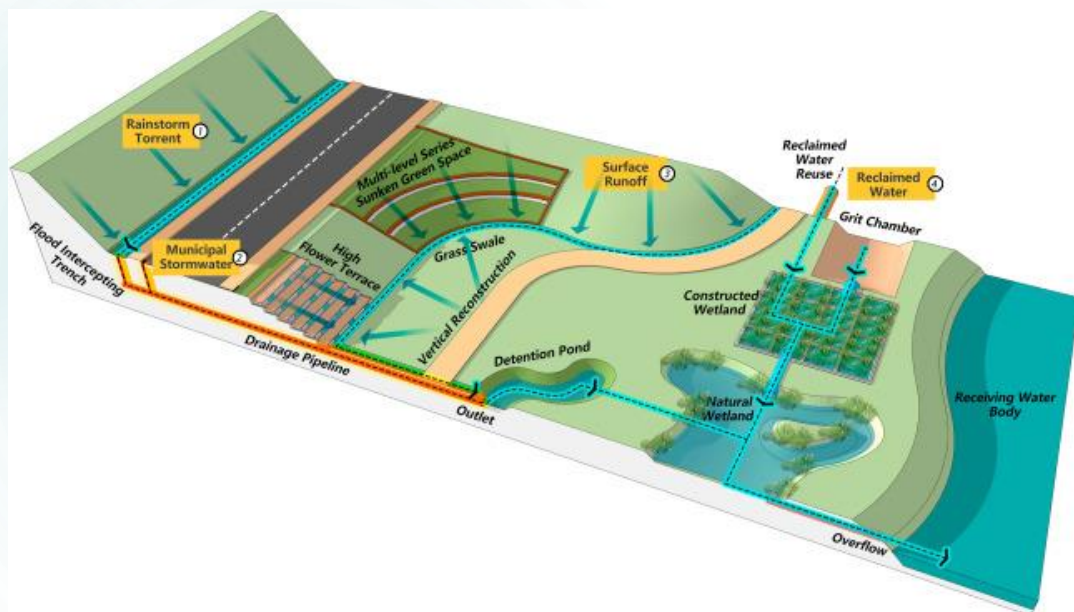 Rainstorm
Torrent
1
Multi-level Series
Sunken Green Space
Surface
Runoff
3
Reclaimed
Water
Reuse
Reclaimed
Water
4
Grit Chamber
Flood Intercepting
Trench
Municipal
Stormwater
2
High
Flower Terrace
Grass Swale
Vertical Reconstruction
Constructed
Wetland
Drainage Pipeline
Detention Pond
Outlet
Natural
Wetland
Receiving Water
Body
Overflow